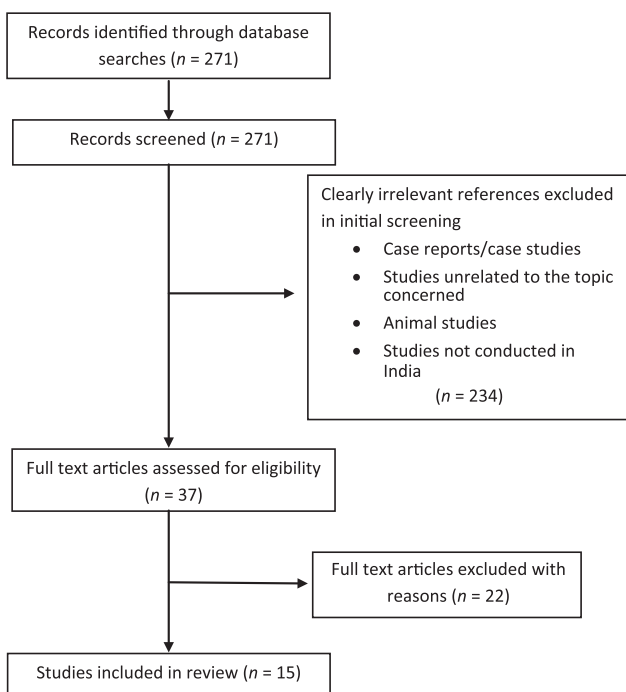 Records identified through database
searches (n = 271)
Records screened (n = 271)
Clearly irrelevant references excluded
in initial screening
• Case reports/case studies
• Studies unrelated to the topic
concerned
• Animal studies
• Studies not conducted in
India
(n = 234)
Full text articles assessed for eligibility
(n = 37)
Full text articles excluded with
reasons (n = 22)
Studies included in review (n = 15)